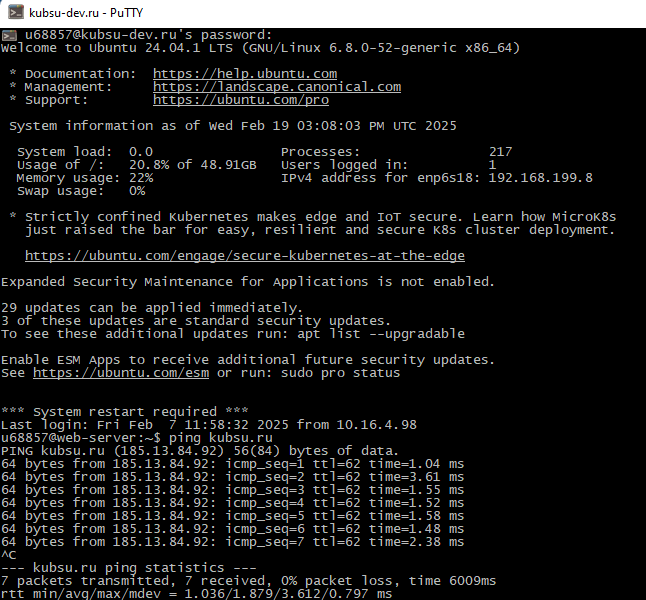 kubsu-dev.ru - PuTTY
u68857@kubsu-dev.ru's password:
Welcome to Ubuntu 24.04.1 LTS (GNU/Linux 6.8.0-52-generic x86_64)
* Documentation: https://help.ubuntu.com
* Management: https://landscape.canonical.com
* Support: https://ubuntu.com/pro
System information as of Wed Feb 19 03:08:03 PM UTC 2025
System load: 0.0 Processes: 217
Usage of /: 20.8% of 48.91GB Users logged in: 1
Memory usage: 22% IPv4 address for enp6s18: 192.168.199.8
Swap usage: 0%
* Strictly confined Kubernetes makes edge and IoT secure. Learn how MicroK8s
just raised the bar for easy, resilient and secure K8s cluster deployment.
https://ubuntu.com/engage/secure-kubernetes-at-the-edge
Expanded Security Maintenance for Applications is not enabled.
29 updates can be applied immediately.
3 of these updates are standard security updates.
To see these additional updates run: apt list --upgradable
Enable ESM Apps to receive additional future security updates.
See https://ubuntu.com/esm or run: sudo pro status
*** System restart required ***
Last login: Fri Feb  7 11:58:32 2025 from 10.16.4.98
u68857@web-server:~$ ping kubsu.ru
PING kubsu.ru (185.13.84.92) 56(84) bytes of data.
64 bytes from 185.13.84.92: icmp_seq=1 ttl=62 time=1.04 ms
64 bytes from 185.13.84.92: icmp_seq=2 ttl=62 time=3.61 ms
64 bytes from 185.13.84.92: icmp_seq=3 ttl=62 time=1.55 ms
64 bytes from 185.13.84.92: icmp_seq=4 ttl=62 time=1.52 ms
64 bytes from 185.13.84.92: icmp_seq=5 ttl=62 time=1.58 ms
64 bytes from 185.13.84.92: icmp_seq=6 ttl=62 time=1.48 ms
64 bytes from 185.13.84.92: icmp_seq=7 ttl=62 time=2.38 ms
^C
--- kubsu.ru ping statistics ---
7 packets transmitted, 7 received, 0% packet loss, time 6009ms
rtt min/avg/max/mdev = 1.036/1.879/3.612/0.797 ms